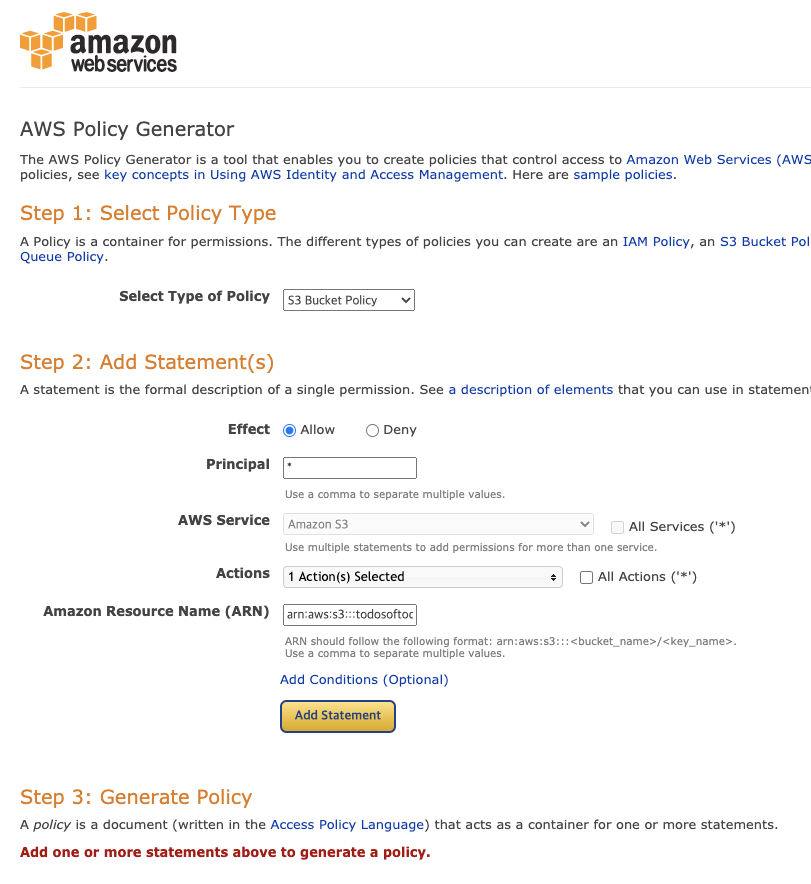 amazon
webservices
AWS Policy Generator
The AWS Policy Generator is a tool that enables you to create policies that control access to Amazon Web Services (AWS
policies, see key concepts in Using AWS Identity and Access Management. Here are sample policies.
Step 1: Select Policy Type
A Policy is a container for permissions. The different types of policies you can create are an IAM Policy, an S3 Bucket Pol
Queue Policy.
Select Type of Policy S3 Bucket Policy
Step 2: Add Statement(s)
A statement is the formal description of a single permission. See a description of elements that you can use in statement
Effect Allow Deny
Principal *
Use a comma to separate multiple values.
AWS Service Amazon S3 All Services ('*')
Use multiple statements to add permissions for more than one service.
Actions 1 Action(s) Selected All Actions ('*')
Amazon Resource Name (ARN) arn:aws:s3:::todosoftoc
ARN should follow the following format: arn:aws:s3:::<bucket_name>/<key_name>.
Use a comma to separate multiple values.
Add Conditions (Optional)
Add Statement
Step 3: Generate Policy
A policy is a document (written in the Access Policy Language) that acts as a container for one or more statements.
Add one or more statements above to generate a policy.